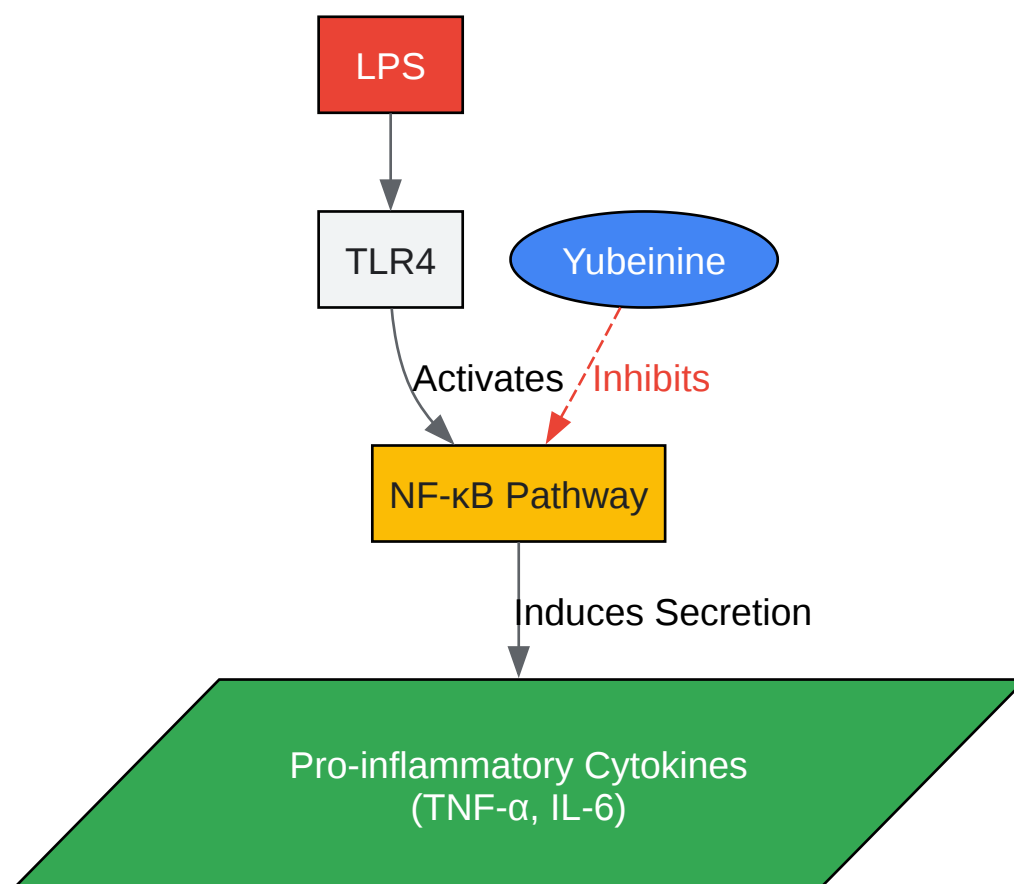 LPS
TLR4
Yubeinine
Activates
Inhibits
NF-κB Pathway
Induces Secretion
Pro-inflammatory Cytokines
(TNF-α, IL-6)